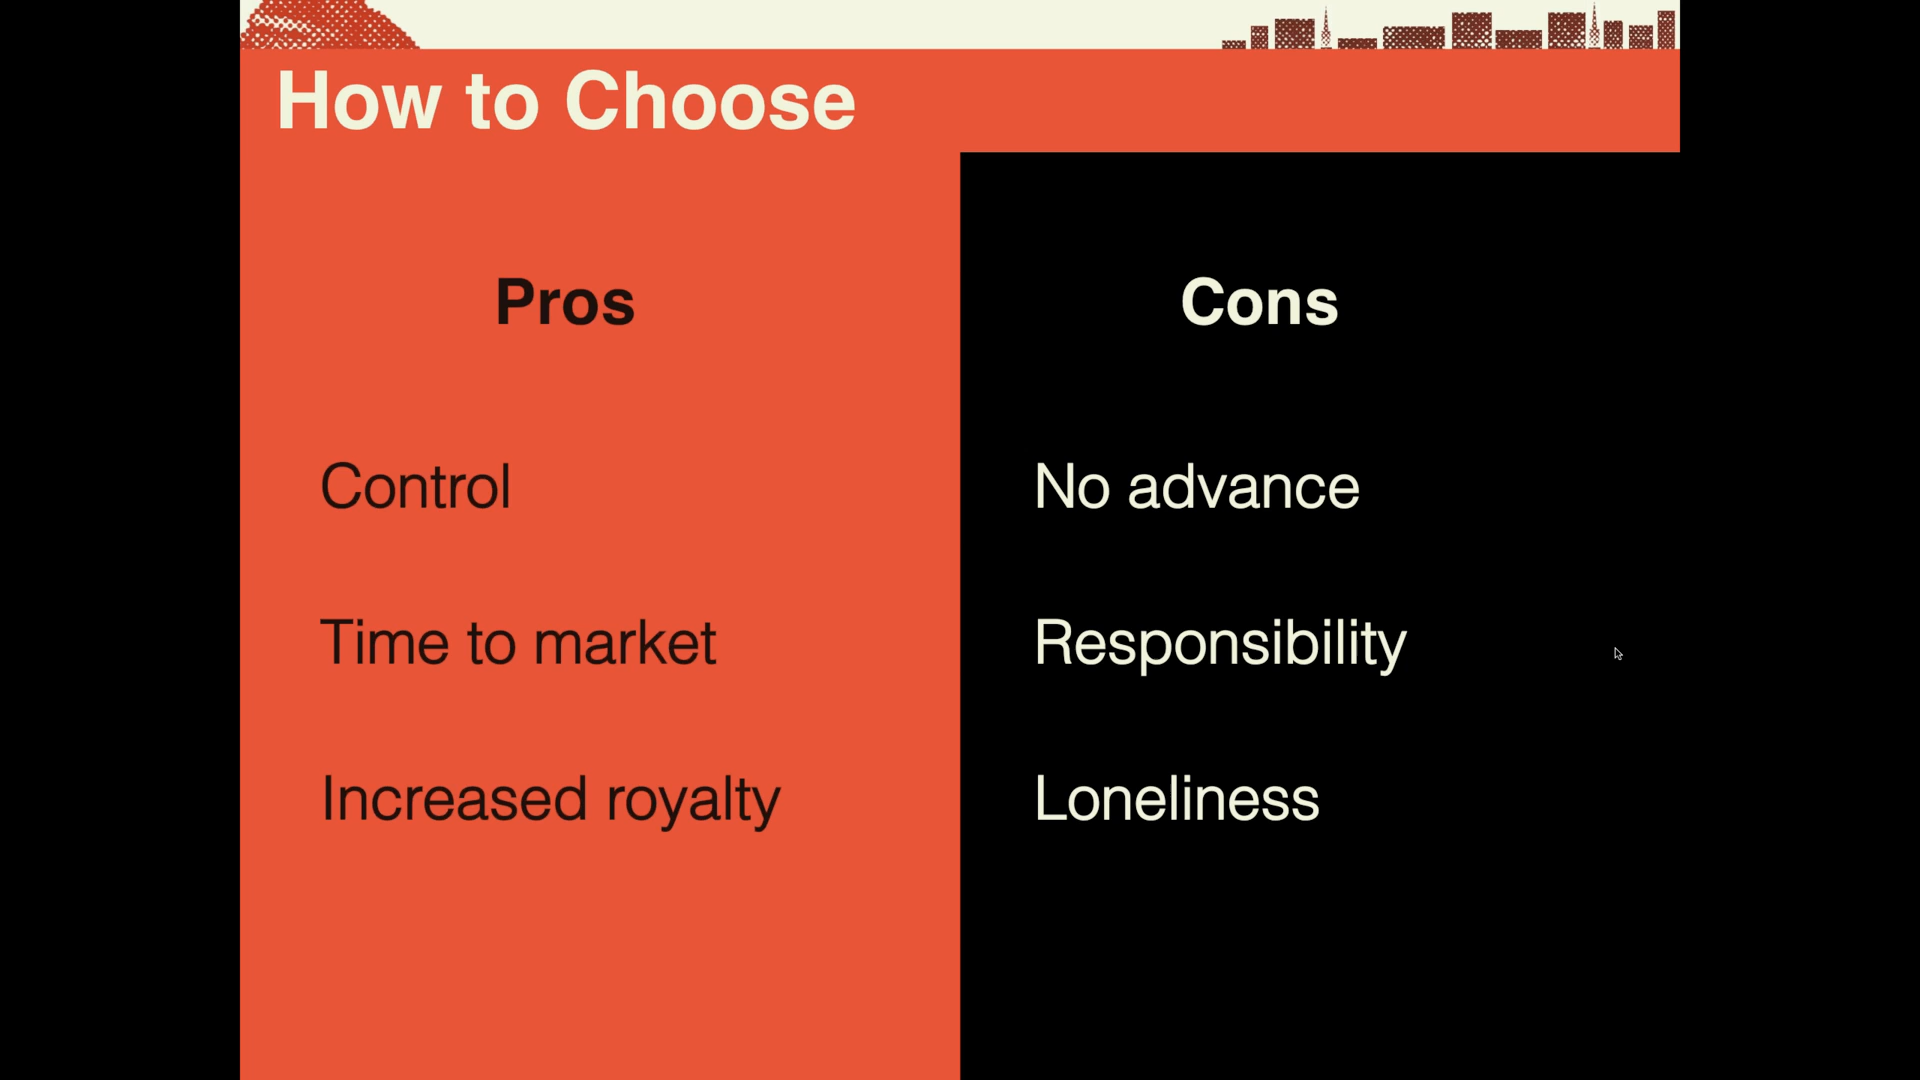 How to Choose
Pros
Control
Time to market
Increased royalty
Cons
No advance
Responsibility
Loneliness